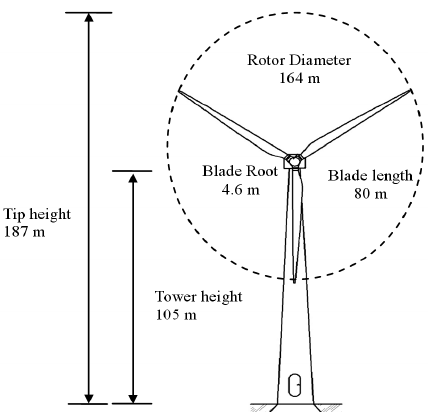 Rotor Diameter
164 m
Blade Root
4.6 m
Blade length
80 m
Tip height
187 m
Tower height
105 m